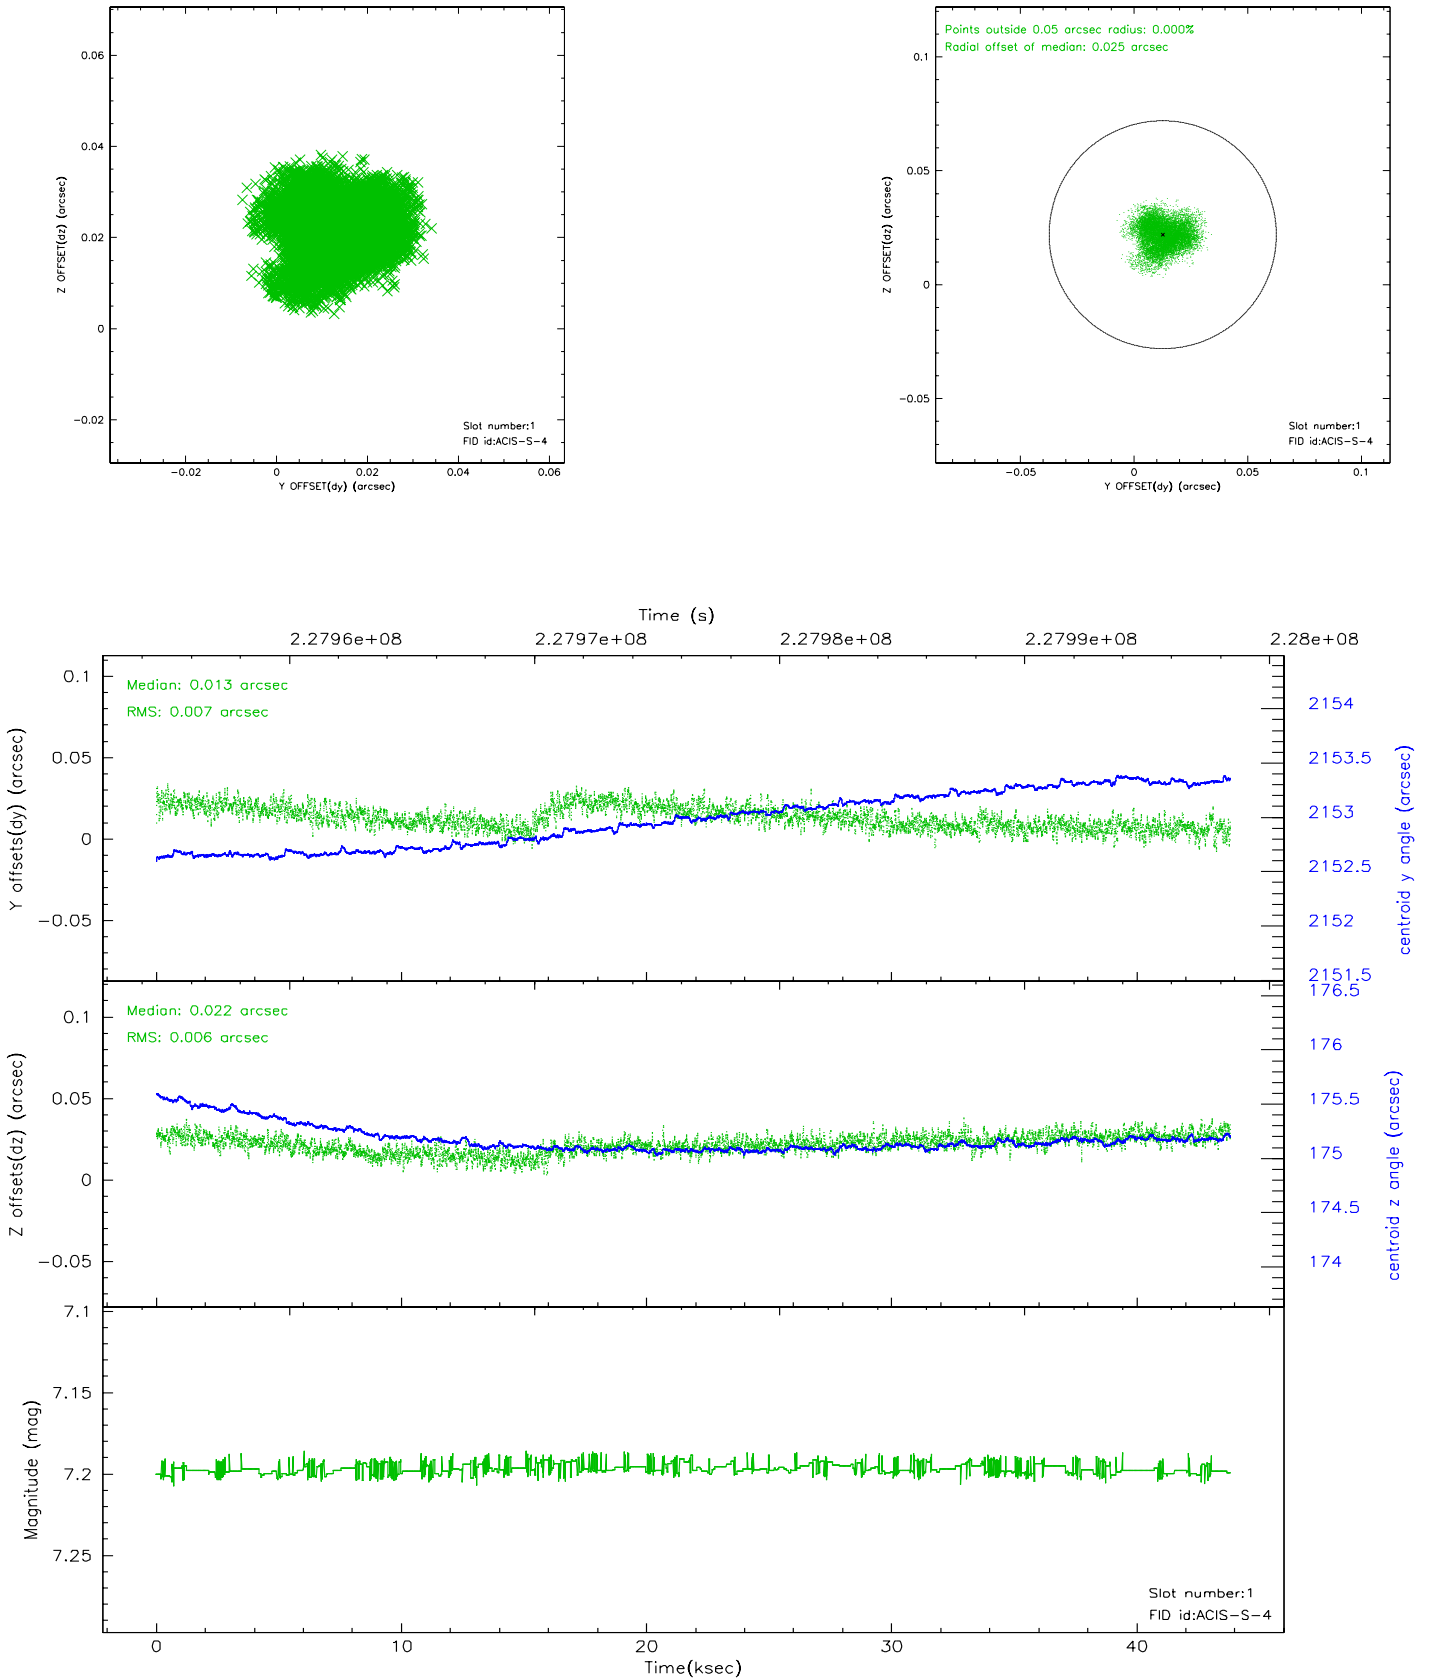 0.06
0.04
0.02
0
−0.02
Z OFFSET(dz) (arcsec)
Slot number:1
FID id:ACIS−S−4
−0.02 0 0.02 0.04 0.06
Y OFFSET(dy) (arcsec)
Points outside 0.05 arcsec radius: 0.000%
Radial offset of median: 0.025 arcsec
0.1
0.05
0
−0.05
Z OFFSET(dz) (arcsec)
Slot number:1
FID id:ACIS−S−4
−0.05 0 0.05 0.1
Y OFFSET(dy) (arcsec)
Time (s)
2.2796e+08 2.2797e+08 2.2798e+08 2.2799e+08 2.28e+08
Median: 0.013 arcsec
RMS: 0.007 arcsec
0.1
0.05
0
−0.05
Y offsets(dy) (arcsec)
2154
2153.5
2153
2152.5
2152
2151.5
centroid y angle (arcsec)
Median: 0.022 arcsec
RMS: 0.006 arcsec
0.1
0.05
0
−0.05
Z offsets(dz) (arcsec)
176.5
176
175.5
175
174.5
174
centroid z angle (arcsec)
7.1
7.15
7.2
7.25
Magnitude (mag)
Slot number:1
FID id:ACIS−S−4
0 10 20 30 40
Time(ksec)